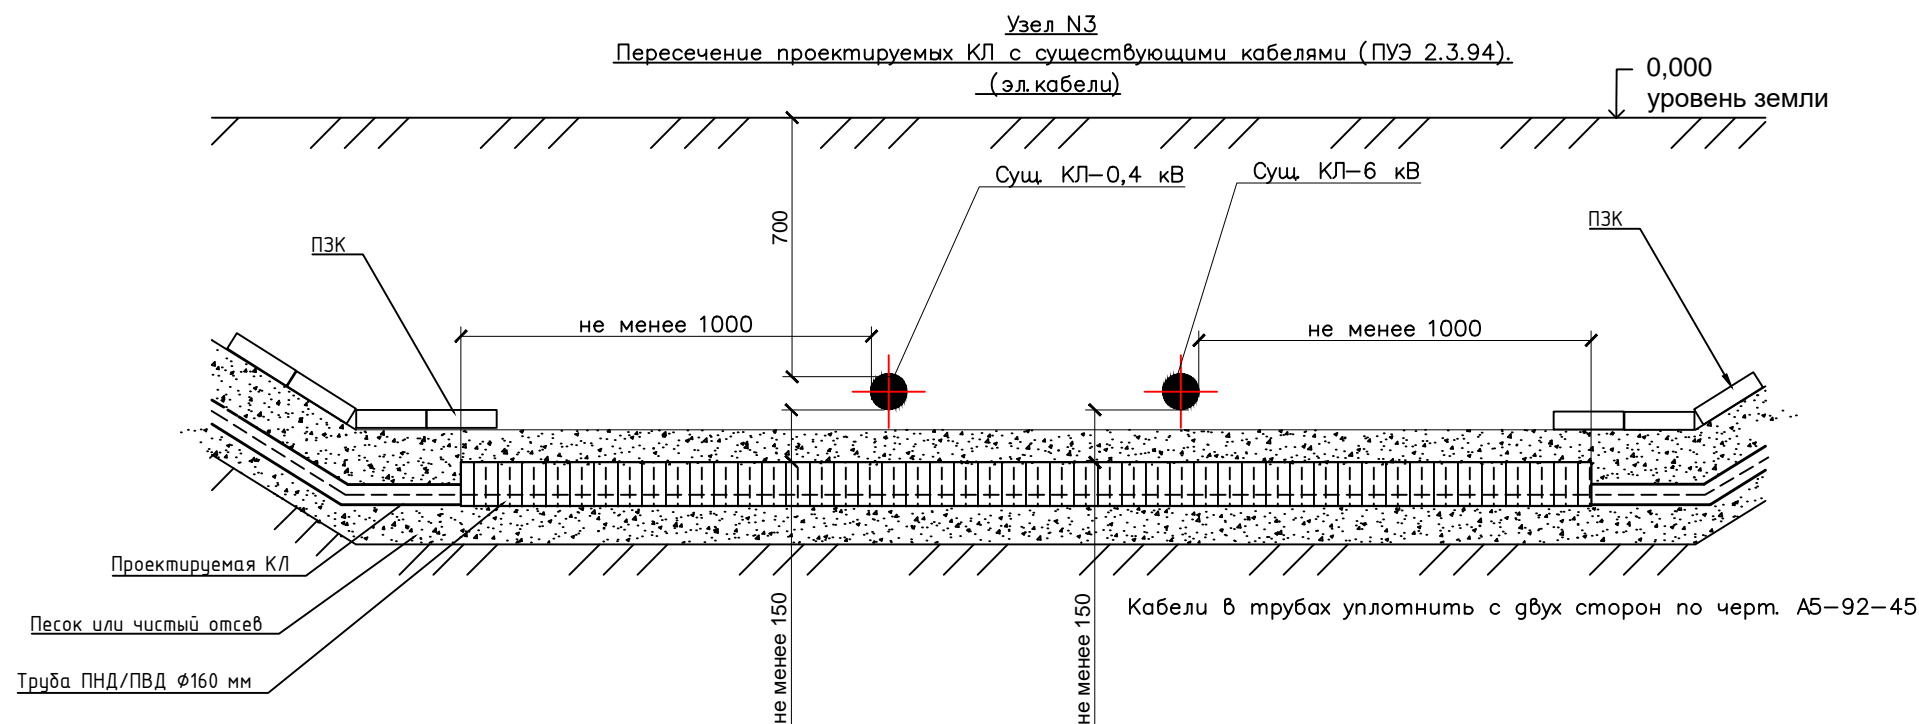 Узел N3
Пересечение проектируемых КЛ с существующими кабелями (ПУЭ 2.3.94).
(эл.кабели)
0,000
уровень земли
Сущ. КЛ-0,4 кВ
Сущ. КЛ-6 кВ
700
ПЗК
ПЗК
не менее 1000
не менее 1000
Проектируемая КЛ
Песок или чистый отсев
Труба ПНД/ПВД Ø160 мм
не менее 150
не менее 150
Кабели в трубах уплотнить с двух сторон по черт. А5-92-45